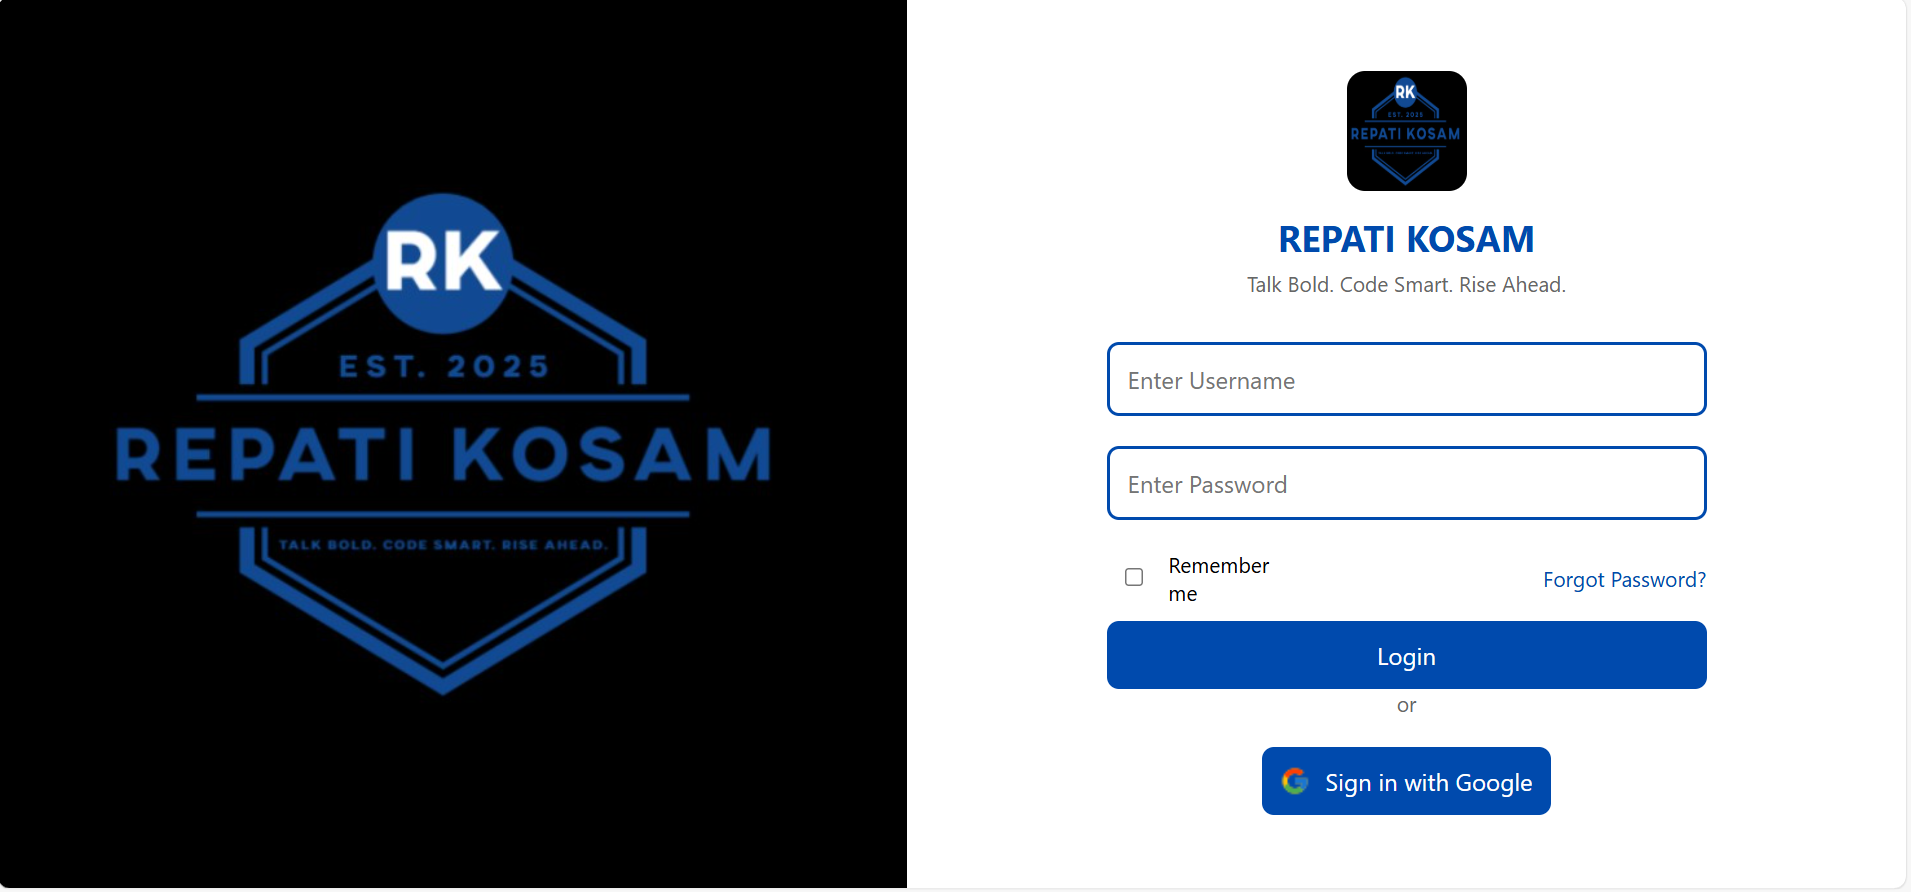 RK
EST. 2025
REPATI KOSAM
TALK BOLD. CODE SMART. RISE AHEAD.
RK
EST. 2025
REPATI KOSAM
REPATI KOSAM
Talk Bold. Code Smart. Rise Ahead.
Enter Username
Enter Password
Remember
me
Forgot Password?
Login
or
Sign in with Google